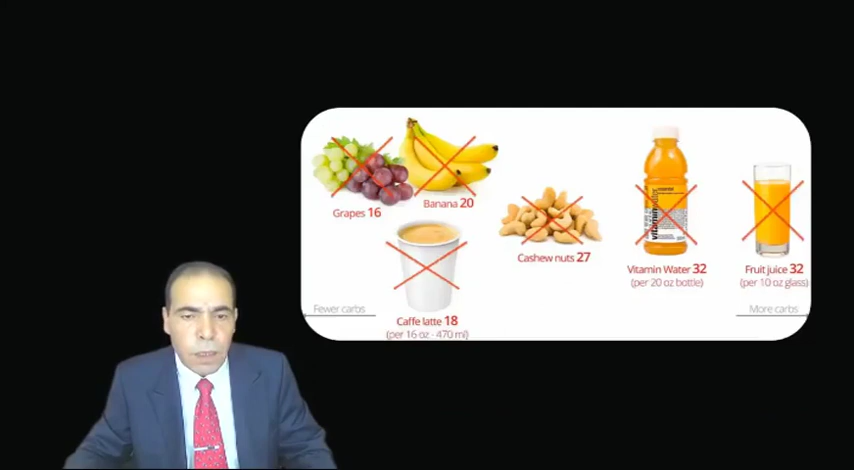 Grapes 16
Banana 20
Cashew nuts 27
Vitamin Water 32
(per 20 oz bottle)
Fruit juice 32
(per 10 oz glass)
Caffe latte 18
(per 16 oz - 470 ml)
Fewer carbs
More carbs